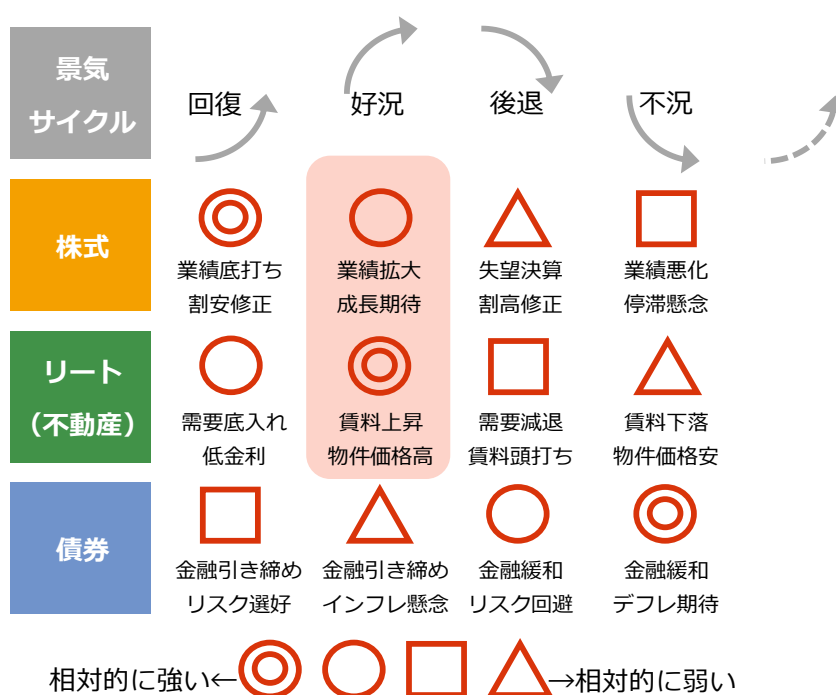 景気
サイクル
回復
好況
後退
不況
株式
業績底打ち
割安修正
業績拡大
成長期待
失望決算
割高修正
業績悪化
停滞懸念
リート
（不動産）
需要底入れ
低金利
賃料上昇
物件価格高
需要減退
賃料頭打ち
賃料下落
物件価格安
債券
金融引き締め
リスク選好
金融引き締め
インフレ懸念
金融緩和
リスク回避
金融緩和
デフレ期待
相対的に強い←◎○□△→相対的に弱い